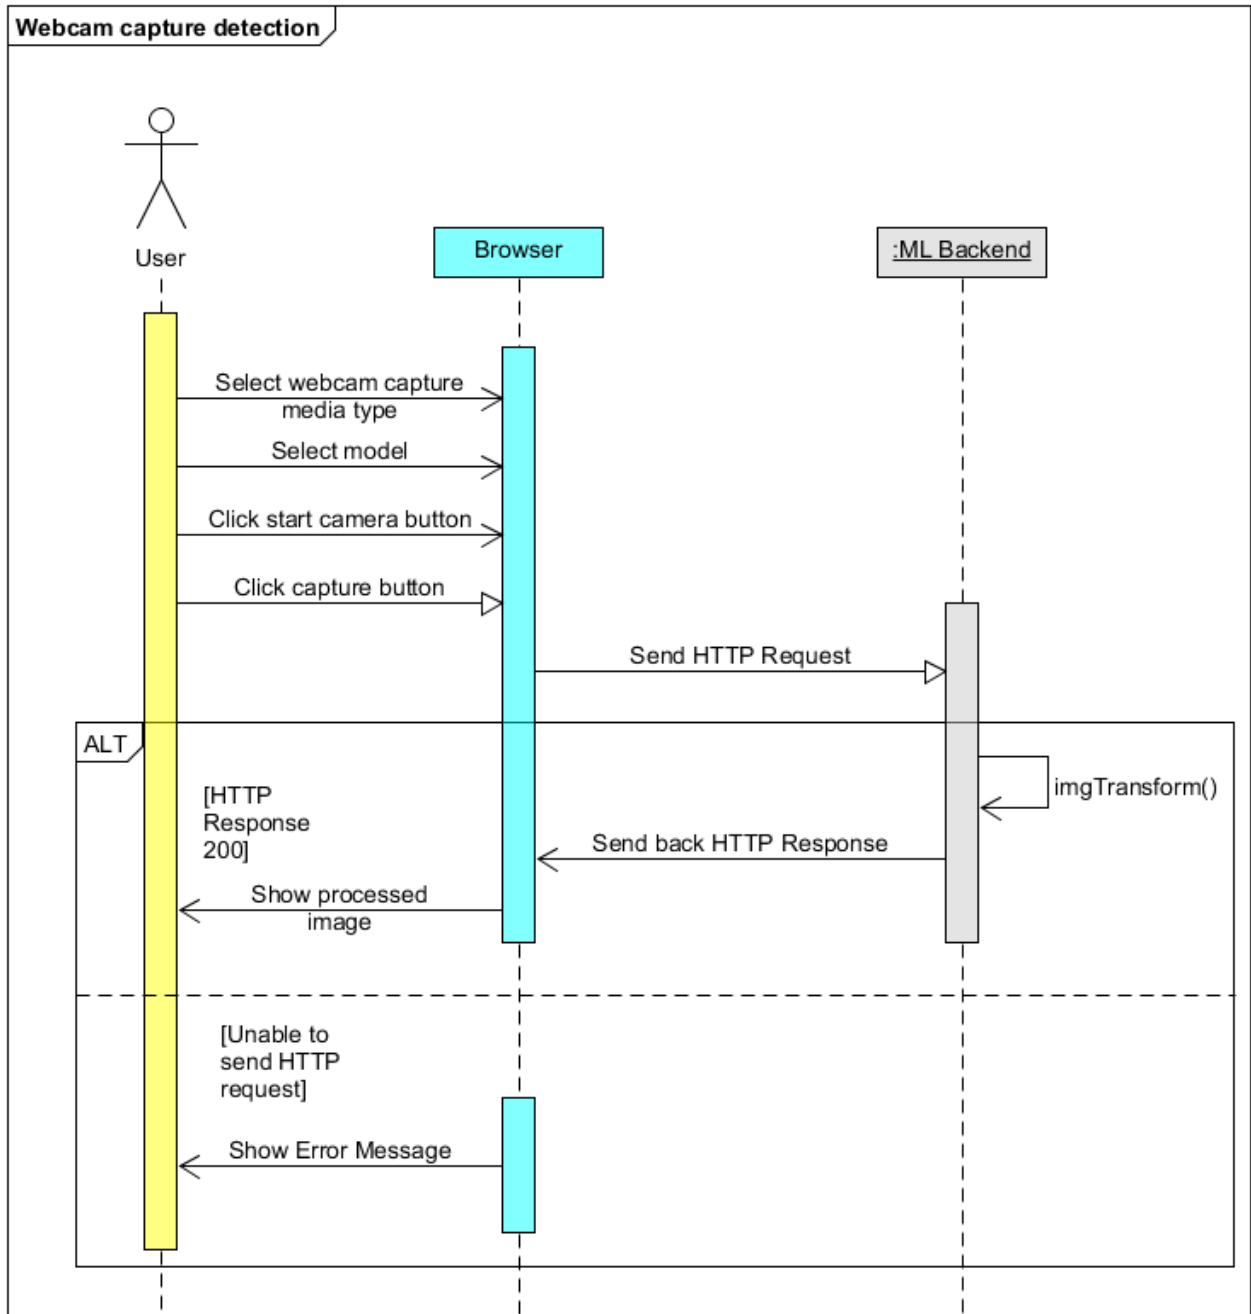 Webcam capture detection
User
Browser
:ML Backend
Select webcam capture
media type
Select model
Click start camera button
Click capture button
Send HTTP Request
ALT
imgTransform()
[HTTP
Response
200]
Send back HTTP Response
Show processed
image
[Unable to
send HTTP
request]
Show Error Message